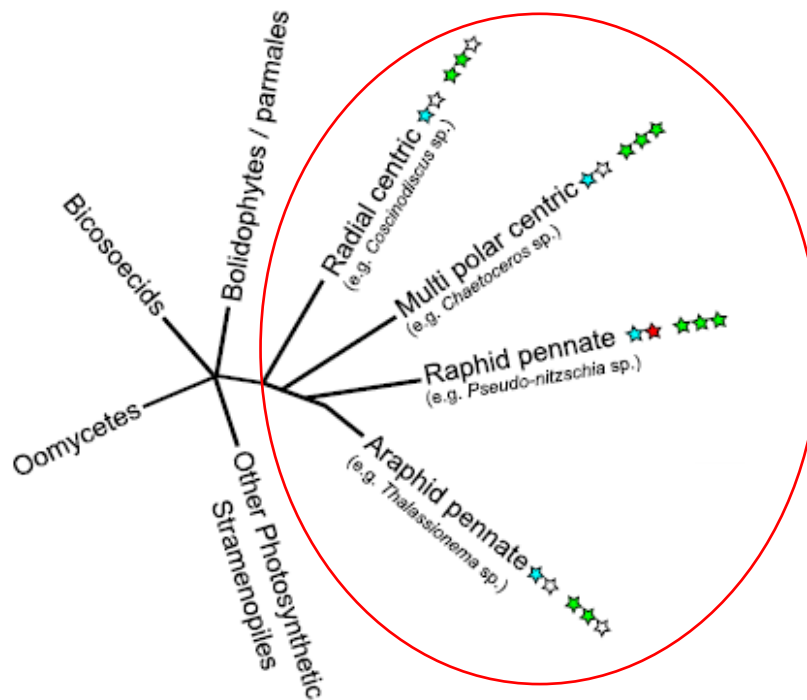 Bicosoecids
Bolidophytes / parmales
Radial centric
(e.g. Coscinodiscus sp.)
Multi polar centric
(e.g. Chaetoceros sp.)
Raphid pennate
(e.g. Pseudo-nitzschia sp.)
Araphid pennate
(e.g. Thalassionema sp.)
Other Photosynthetic
Stramenopiles
Oomycetes